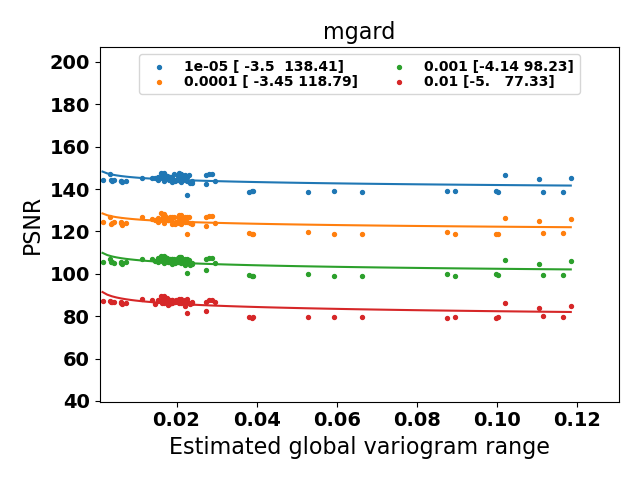 mgard
1e-05 [ -3.5  138.41]
0.0001 [ -3.45 118.79]
0.001 [-4.14 98.23]
0.01 [-5.   77.33]
PSNR
200
180
160
140
120
100
80
60
40
0.02 0.04 0.06 0.08 0.10 0.12
Estimated global variogram range